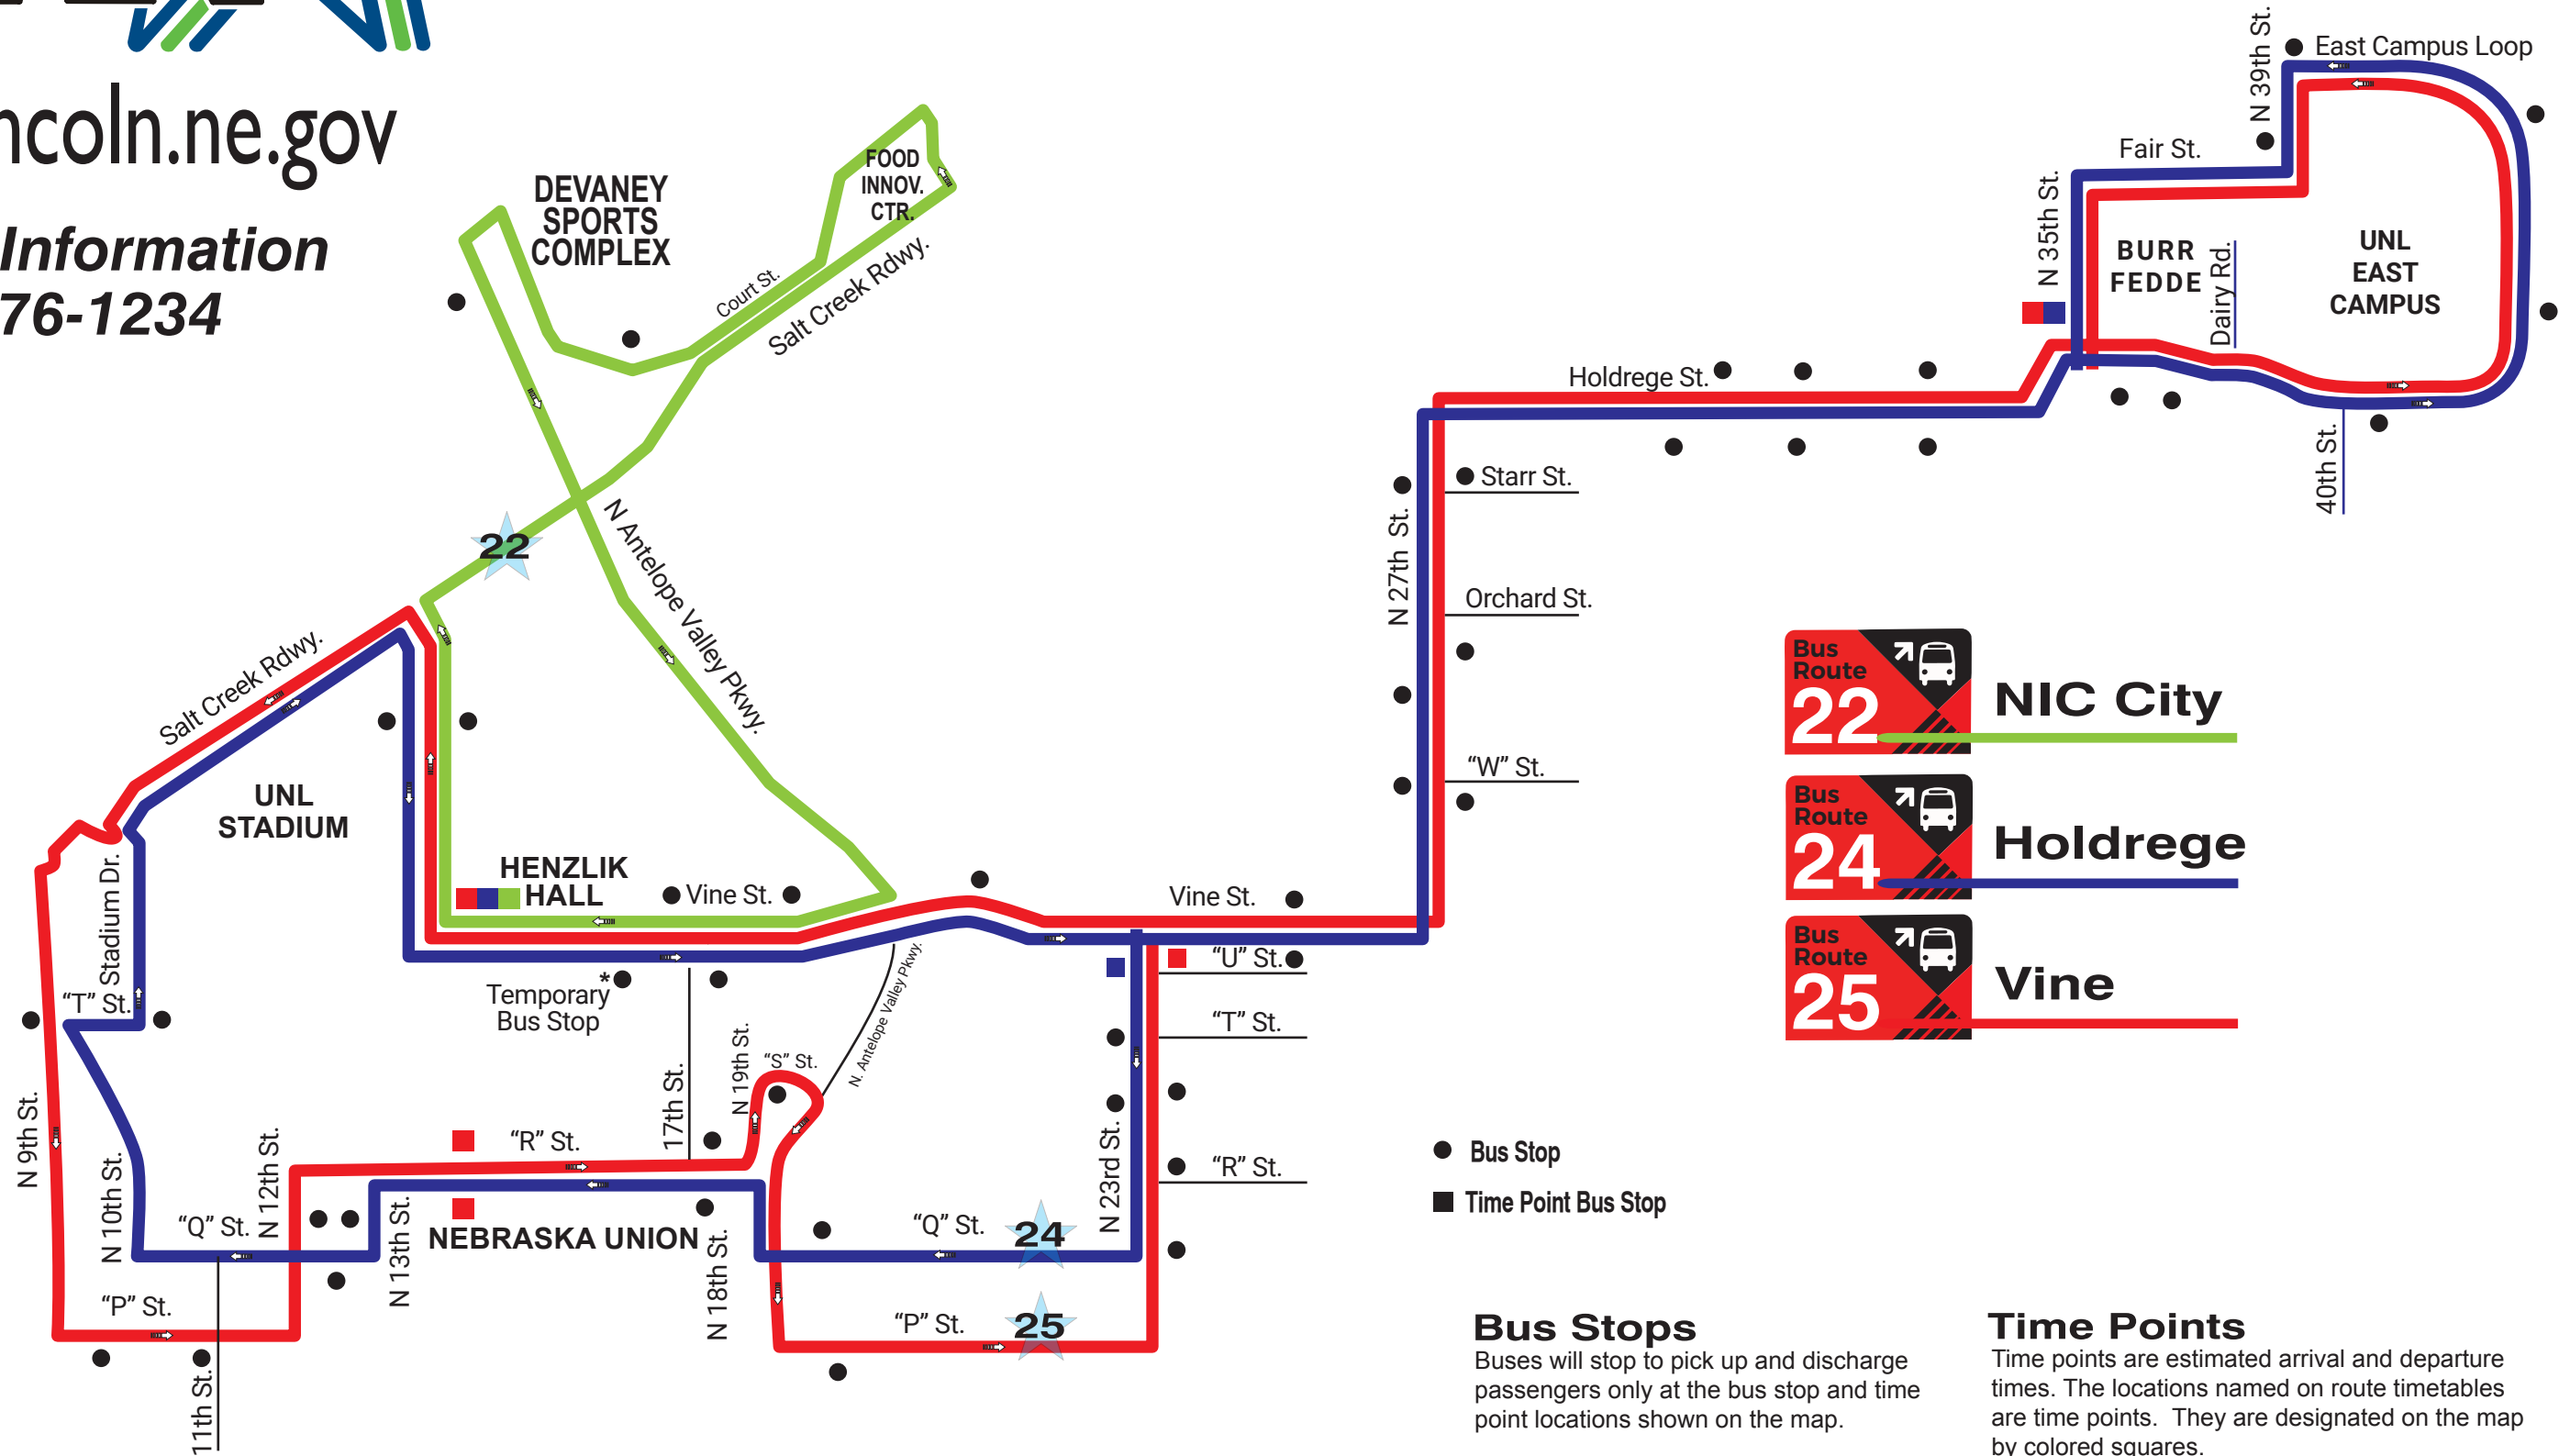 ncoln.ne.gov
Information
76-1234
DEVANEY
SPORTS
COMPLEX
FOOD
INNOV.
CTR.
Court St.
Salt Creek Rdwy.
N 39th St.
East Campus Loop
Fair St.
N 35th St.
BURR
FEDDE
Dairy Rd.
UNL
EAST
CAMPUS
Holdrege St.
40th St.
Starr St.
N 27th St.
Orchard St.
"W" St.
22
N Antelope Valley Pkwy.
Salt Creek Rdwy.
UNL
STADIUM
HENZLIK
HALL
Vine St.
Vine St.
Stadium Dr.
"T" St.
*
Temporary
Bus Stop
N. Antelope Valley Pkwy.
"U" St.
"T" St.
"R" St.
N 9th St.
N 10th St.
"Q" St.
N 12th St.
"R" St.
17th St.
N 19th St.
"S" St.
N 23rd St.
N 13th St.
NEBRASKA UNION
N 18th St.
"Q" St.
24
"P" St.
"P" St.
25
11th St.
Bus
Route
22
NIC City
Bus
Route
24
Holdrege
Bus
Route
25
Vine
Bus Stop
Time Point Bus Stop
Bus Stops
Buses will stop to pick up and discharge
passengers only at the bus stop and time
point locations shown on the map.
Time Points
Time points are estimated arrival and departure
times. The locations named on route timetables
are time points. They are designated on the map
by colored squares.